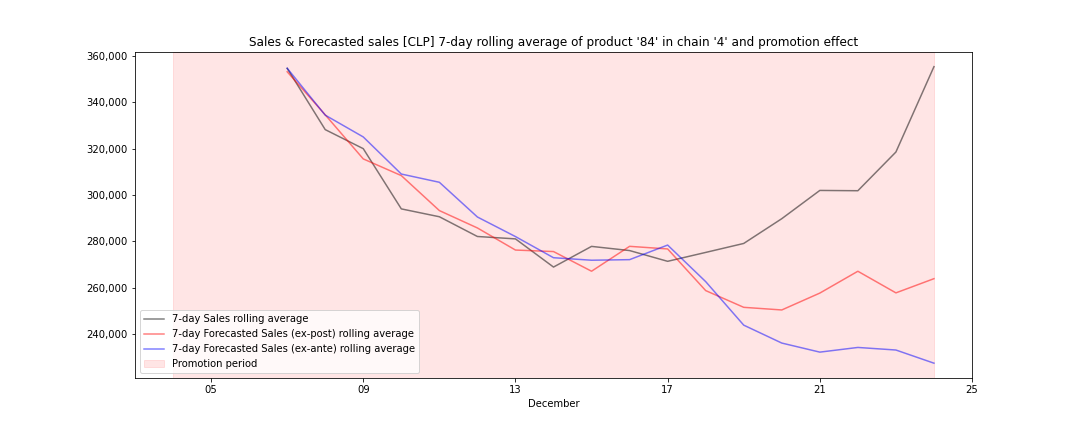 Sales & Forecasted sales [CLP] 7-day rolling average of product '84' in chain '4' and promotion effect
360,000
340,000
320,000
300,000
280,000
260,000
240,000
7-day Sales rolling average
7-day Forecasted Sales (ex-post) rolling average
7-day Forecasted Sales (ex-ante) rolling average
Promotion period
05 09 13 17 21 25
December